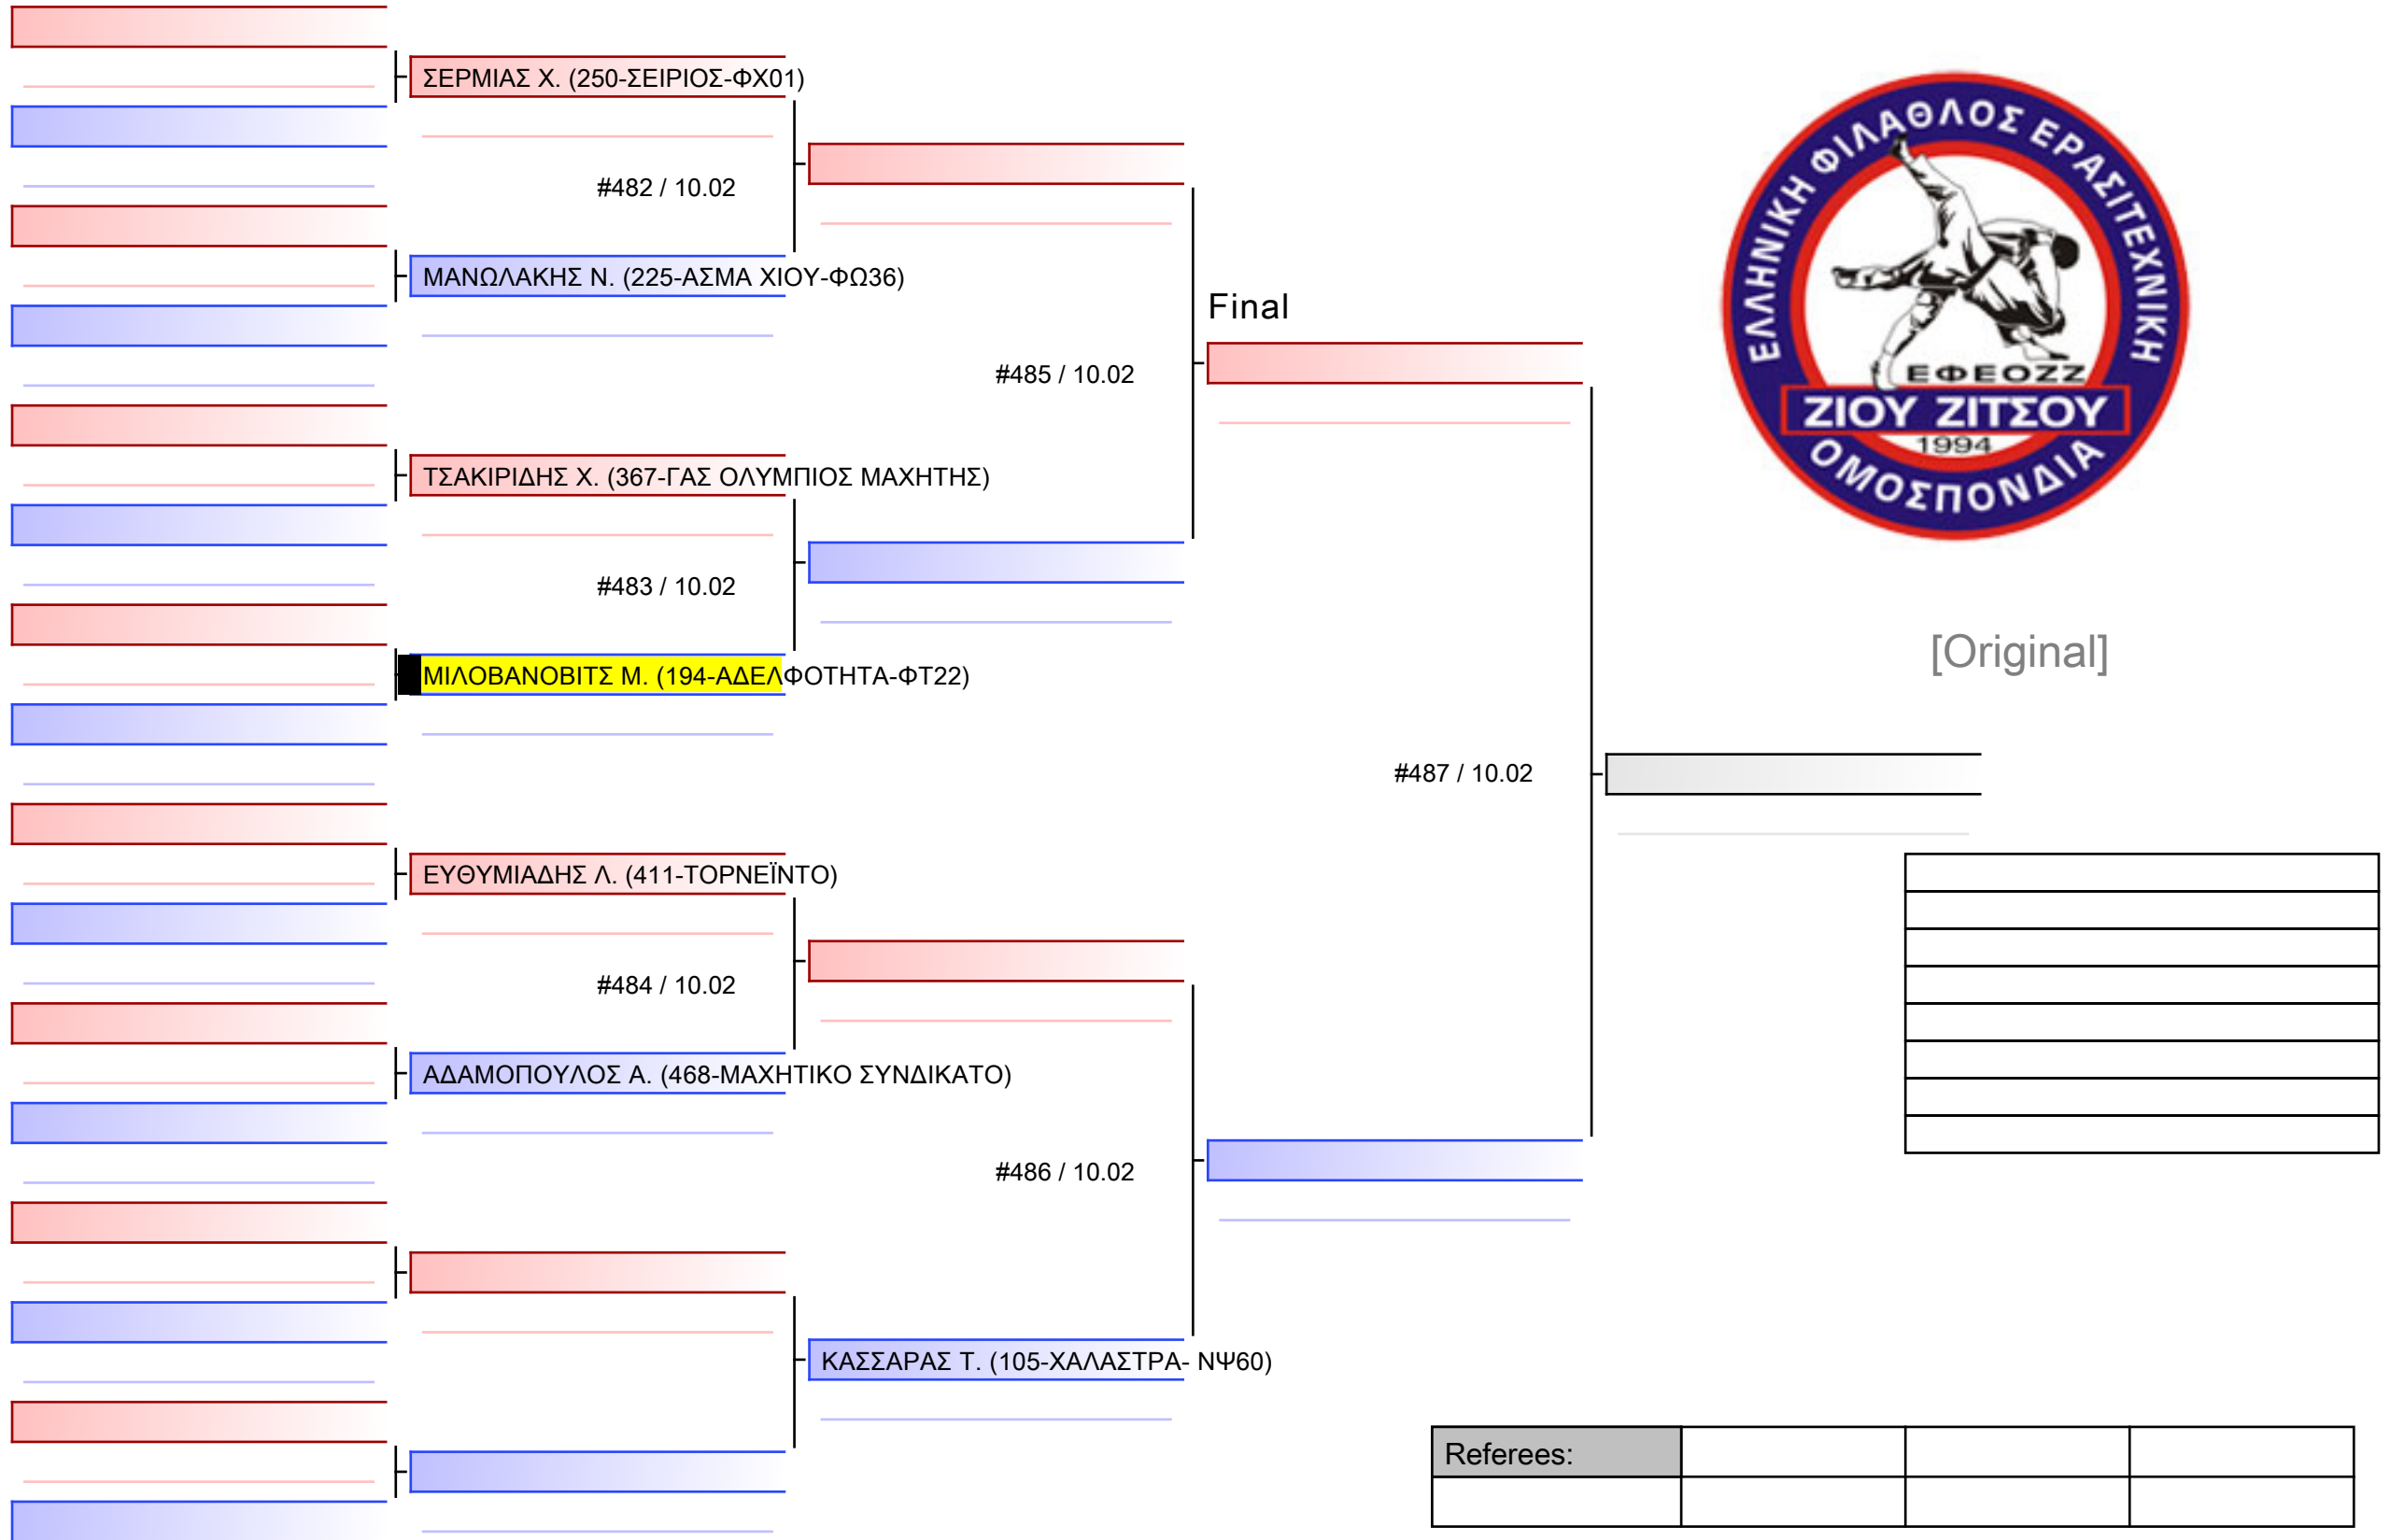 ΣΕΡΜΙΑΣ Χ. (250-ΣΕΙΡΙΟΣ-ΦΧ01)
#482 / 10.02
ΜΑΝΩΛΑΚΗΣ Ν. (225-ΑΣΜΑ ΧΙΟΥ-ΦΩ36)
#485 / 10.02
ΤΣΑΚΙΡΙΔΗΣ Χ. (367-ΓΑΣ ΟΛΥΜΠΙΟΣ ΜΑΧΗΤΗΣ)
#483 / 10.02
ΜΙΛΟΒΑΝΟΒΙΤΣ Μ. (194-ΑΔΕΛΦΟΤΗΤΑ-ΦΤ22)
Final
#487 / 10.02
ΕΥΘΥΜΙΑΔΗΣ Λ. (411-ΤΟΡΝΕΪΝΤΟ)
#484 / 10.02
ΑΔΑΜΟΠΟΥΛΟΣ Α. (468-ΜΑΧΗΤΙΚΟ ΣΥΝΔΙΚΑΤΟ)
#486 / 10.02
ΚΑΣΣΑΡΑΣ Τ. (105-ΧΑΛΑΣΤΡΑ- ΝΨ60)
ΕΛΛΗΝΙΚΗ ΦΙΛΑΘΛΟΣ ΕΡΑΣΙΤΕΧΝΙΚΗ
ΕΦΕΟΖΖ
ΖΙΟΥ ΖΙΤΣΟΥ
1994
ΟΜΟΣΠΟΝΔΙΑ
[Original]
Referees: